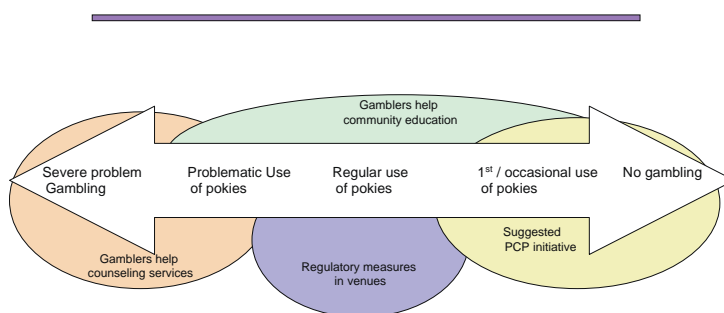 Gamblers help
community education
Severe problem
Gambling
Problematic Use
of pokies
Regular use
of pokies
1st / occasional use
of pokies
No gambling
Gamblers help
counseling services
Regulatory measures
in venues
Suggested
PCP initiative